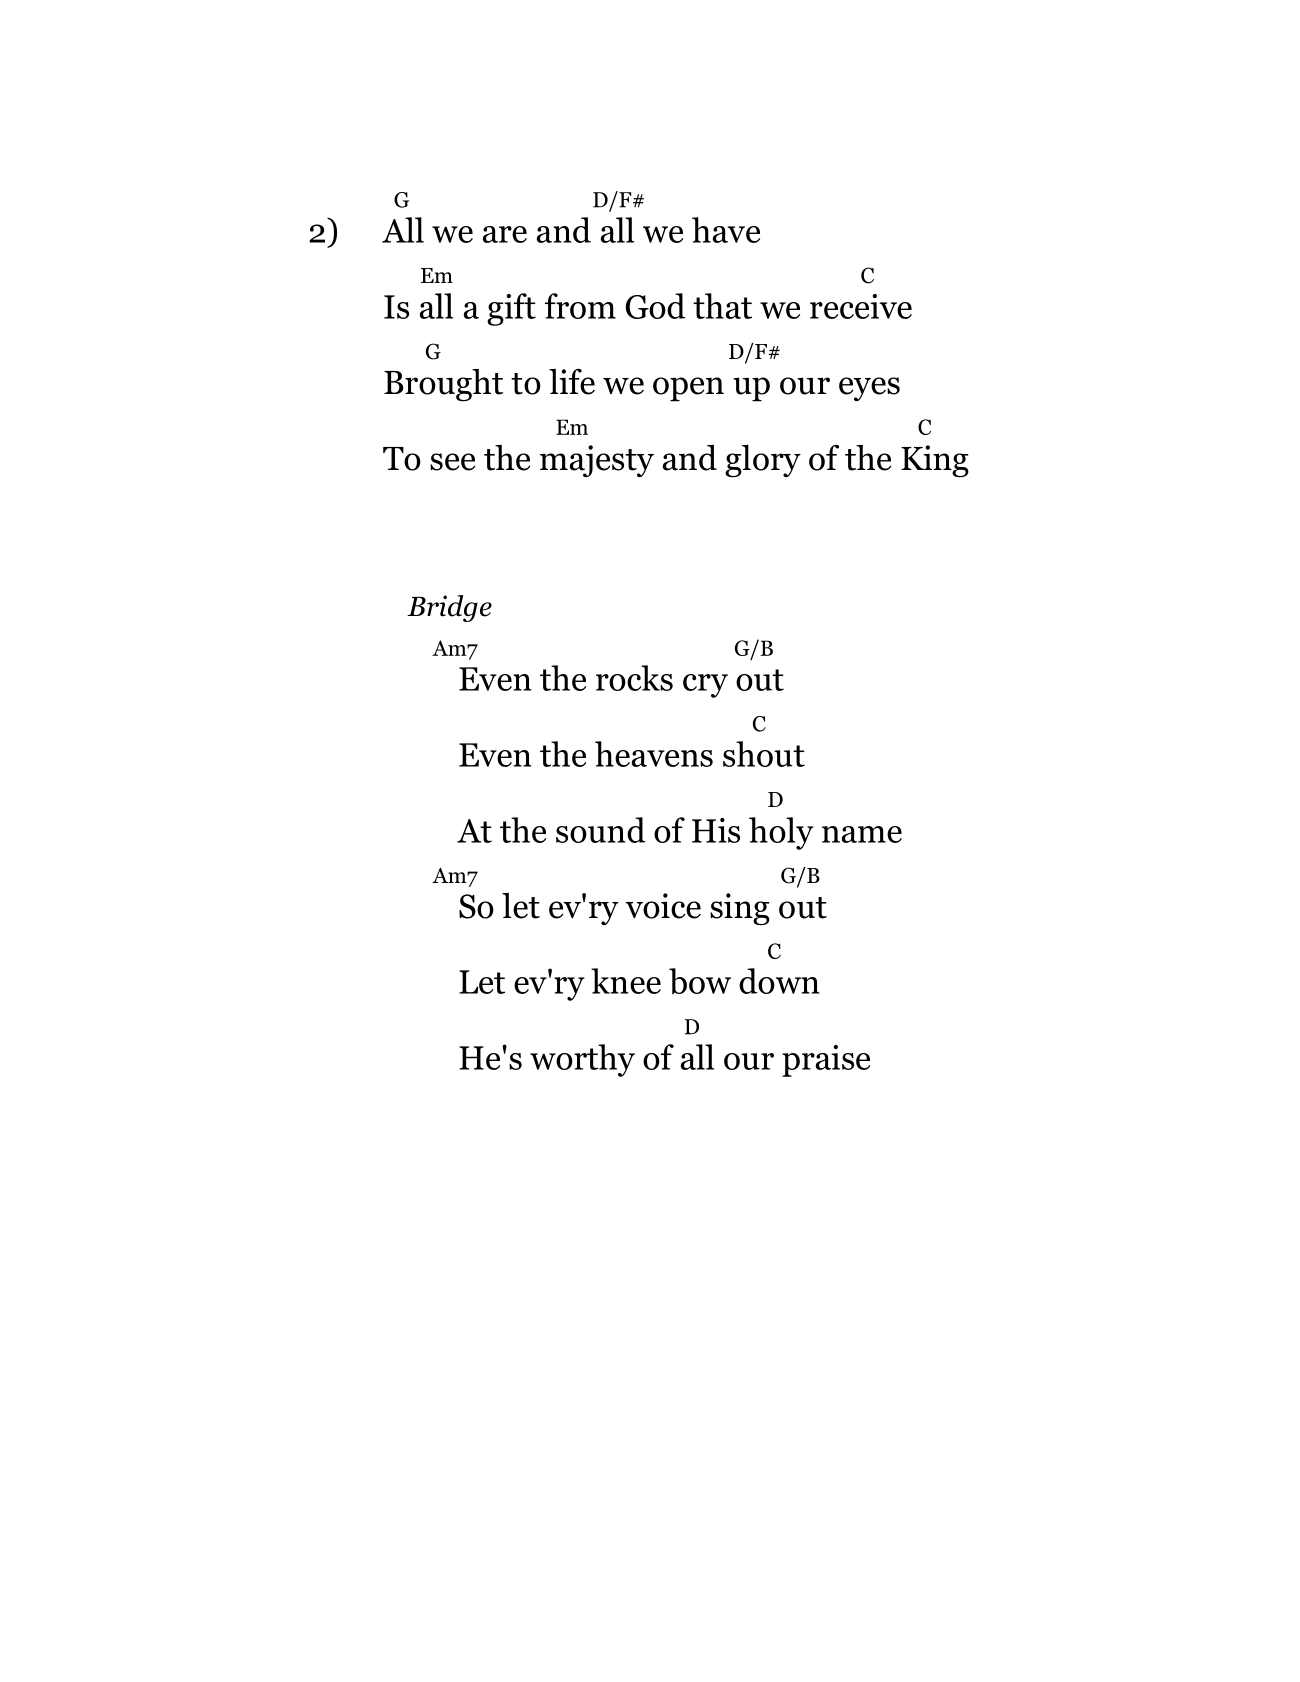 G D/F#
2) All we are and all we have
Em C
Is all a gift from God that we receive
G D/F#
Brought to life we open up our eyes
Em C
To see the majesty and glory of the King
Bridge
Am7 G/B
Even the rocks cry out
C
Even the heavens shout
D
At the sound of His holy name
Am7 G/B
So let ev'ry voice sing out
C
Let ev'ry knee bow down
D
He's worthy of all our praise